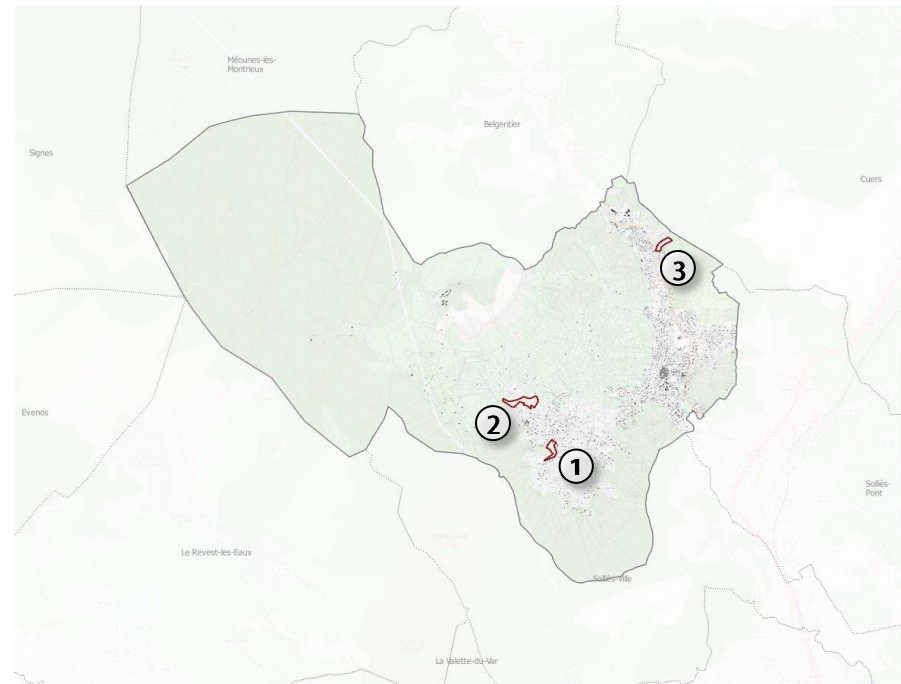 Méounes-lès-
Montrieux
Belgentier
Signes
Cuers
3
Evenos
2
1
Solliès-
Pont
Le Revest-les-Eaux
Solliès-Ville
La Valette-du-Var